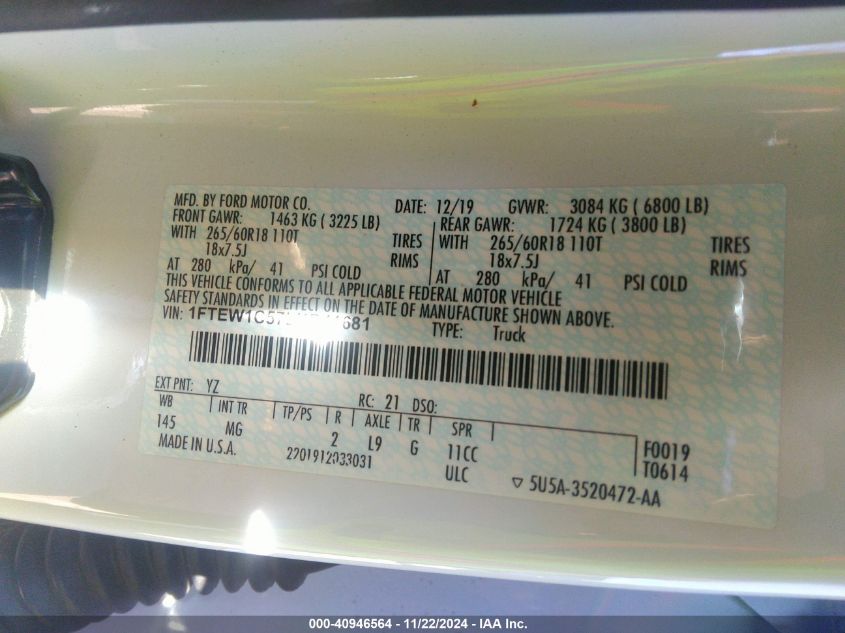 MFD. BY FORD MOTOR CO. DATE: 12/19 GVWR: 3084 KG ( 6800 LB)
FRONT GAWR: 1463 KG ( 3225 LB) REAR GAWR: 1724 KG ( 3800 LB)
WITH 265/60R18 110T TIRES WITH 265/60R18 110T TIRES
18x7.5J RIMS 18x7.5J RIMS
AT 280 kPa/ 41 PSI COLD AT 280 kPa/ 41 PSI COLD
THIS VEHICLE CONFORMS TO ALL APPLICABLE FEDERAL MOTOR VEHICLE
SAFETY STANDARDS IN EFFECT ON THE DATE OF MANUFACTURE SHOWN ABOVE.
VIN: TYPE: Truck
EXT PNT: YZ RC: 21 DSO:
WB INT TR TP/PS R AXLE TR SPR
145 MG 2 L9 G 11CC F0019
MADE IN U.S.A. 2201912033031 ULC T0614
▽ 5U5A-3520472-AA
000-40946564 - 11/22/2024 - IAA Inc.